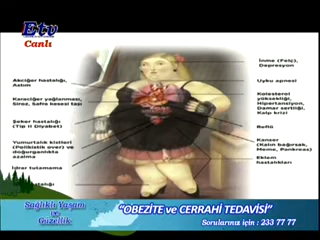 Etv
Canlı
Akciğer hastalığı,
Astım
Karaciğer yağlanması,
Siroz, Safra kesesi taşı
Şeker hastalığı
(Tip II Diyabet)
Yumurtalık kistleri
(Polikistik over) ve
doğurganlıkta
azalma
İdrar tutamama
hastalığı
İnme (Felç),
Depresyon
Uyku apnesi
Kolesterol
yüksekliği,
Hipertansiyon,
Damar sertliği,
Kalp krizi
Kanser
(Kalın bağırsak,
Meme, Pankreas)
Eklem
hastalıkları
Sağlıklı Yaşam
ve
Güzellik
"OBEZİTE ve CERRAHİ TEDAVİSİ"
Sorularınız için : 233 77 77